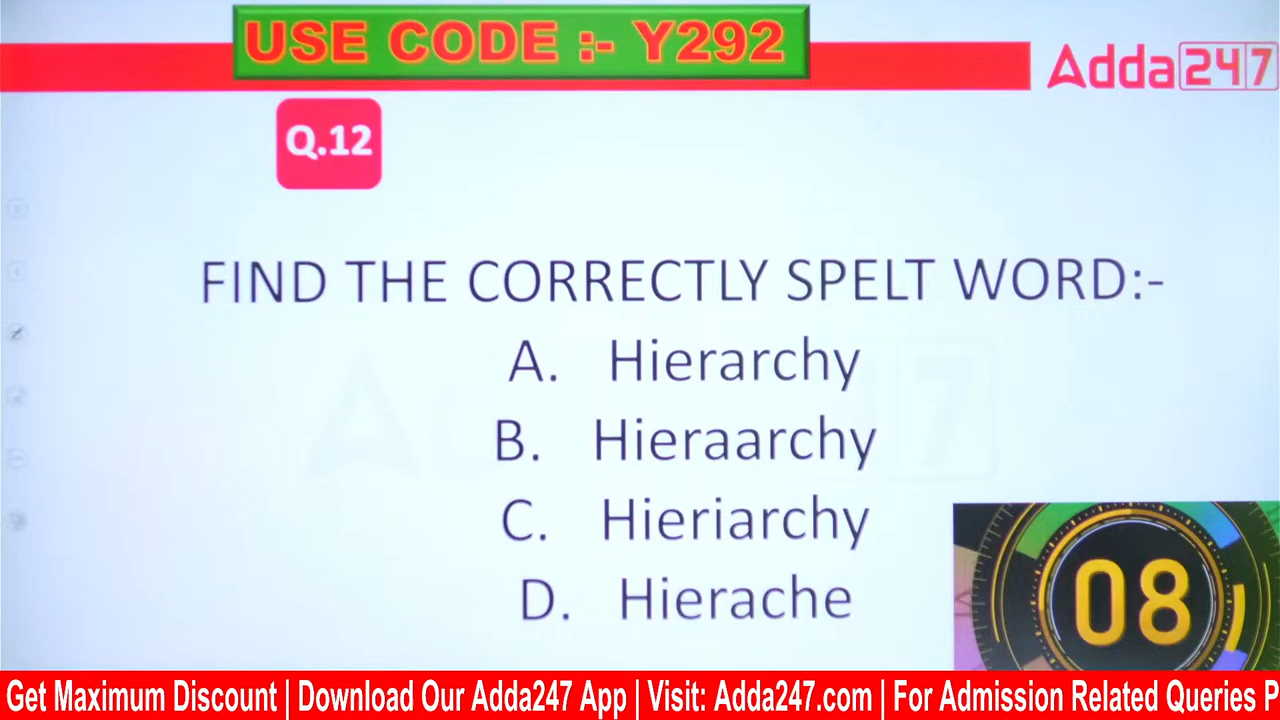 USE CODE :- Y292
Adda247
Q.12
FIND THE CORRECTLY SPELT WORD:-
A. Hierarchy
B. Hieraarchy
C. Hieriarchy
D. Hierache
08
Get Maximum Discount | Download Our Adda247 App | Visit: Adda247.com | For Admission Related Queries P